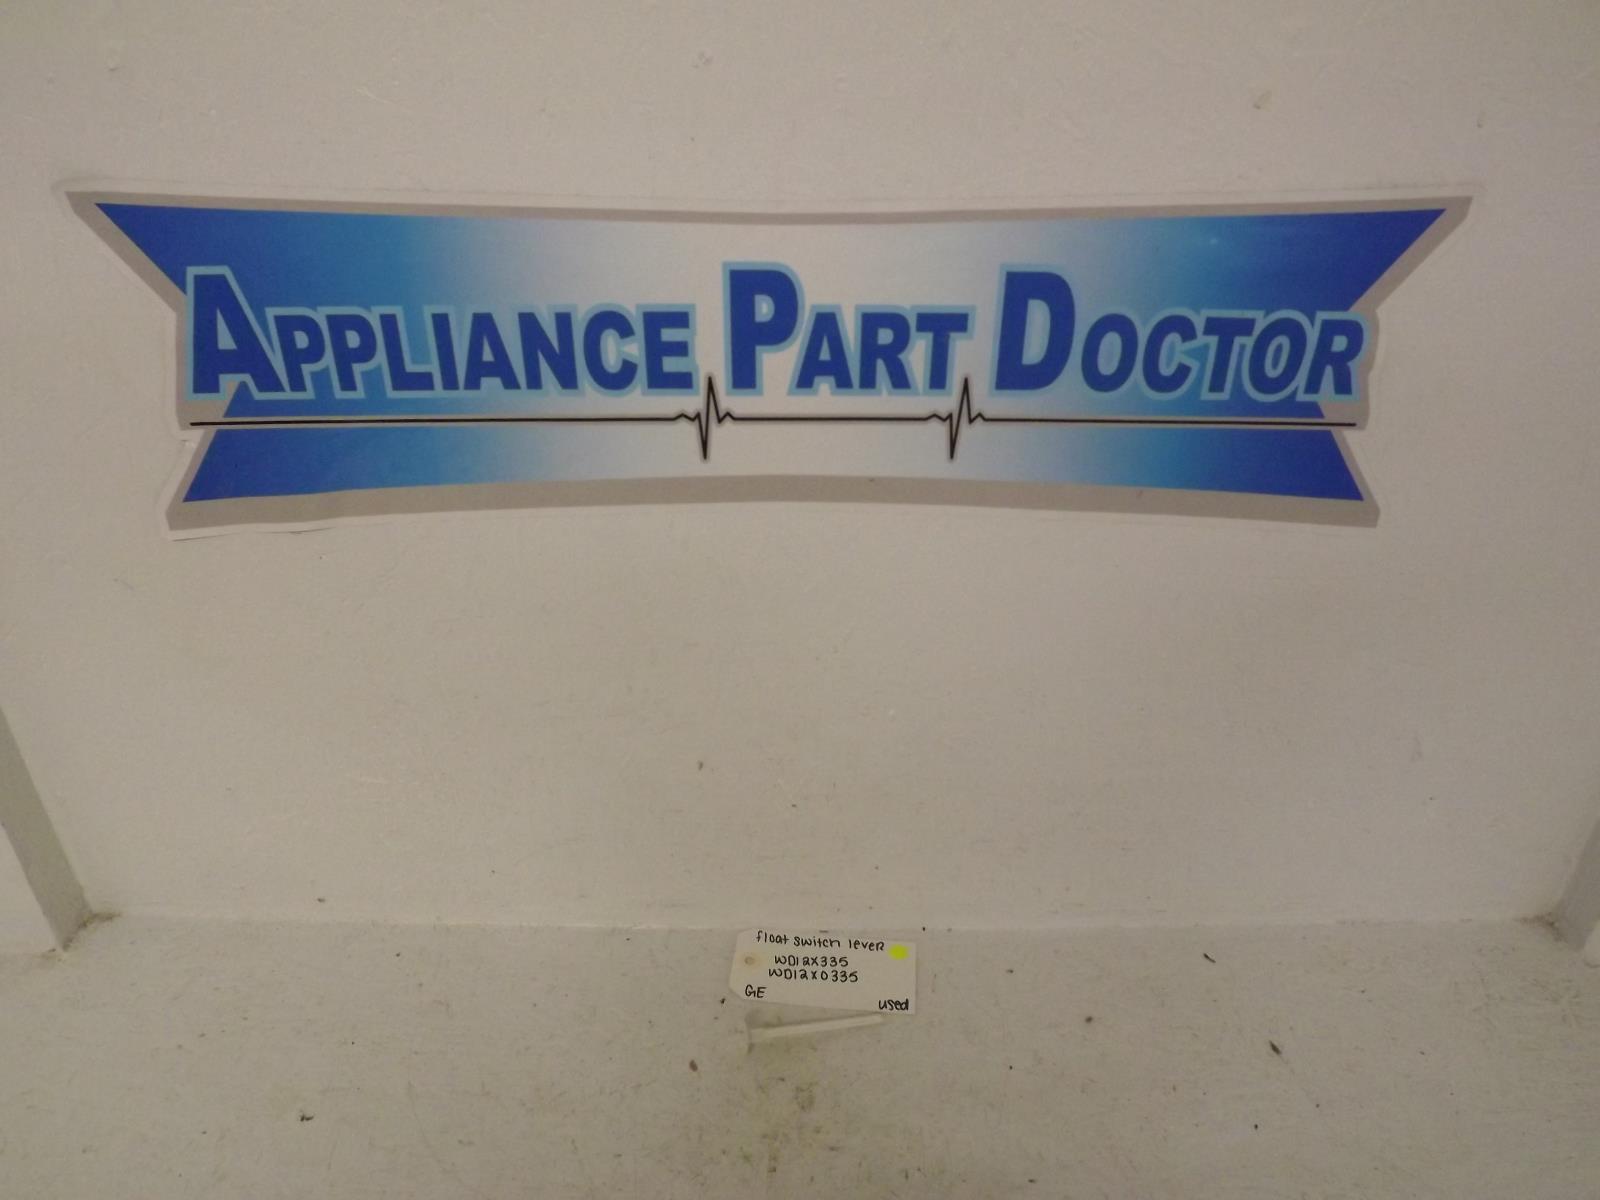 APPLIANCE PART DOCTOR
float switch lever
WD12X335
WD12X0335
GE
used